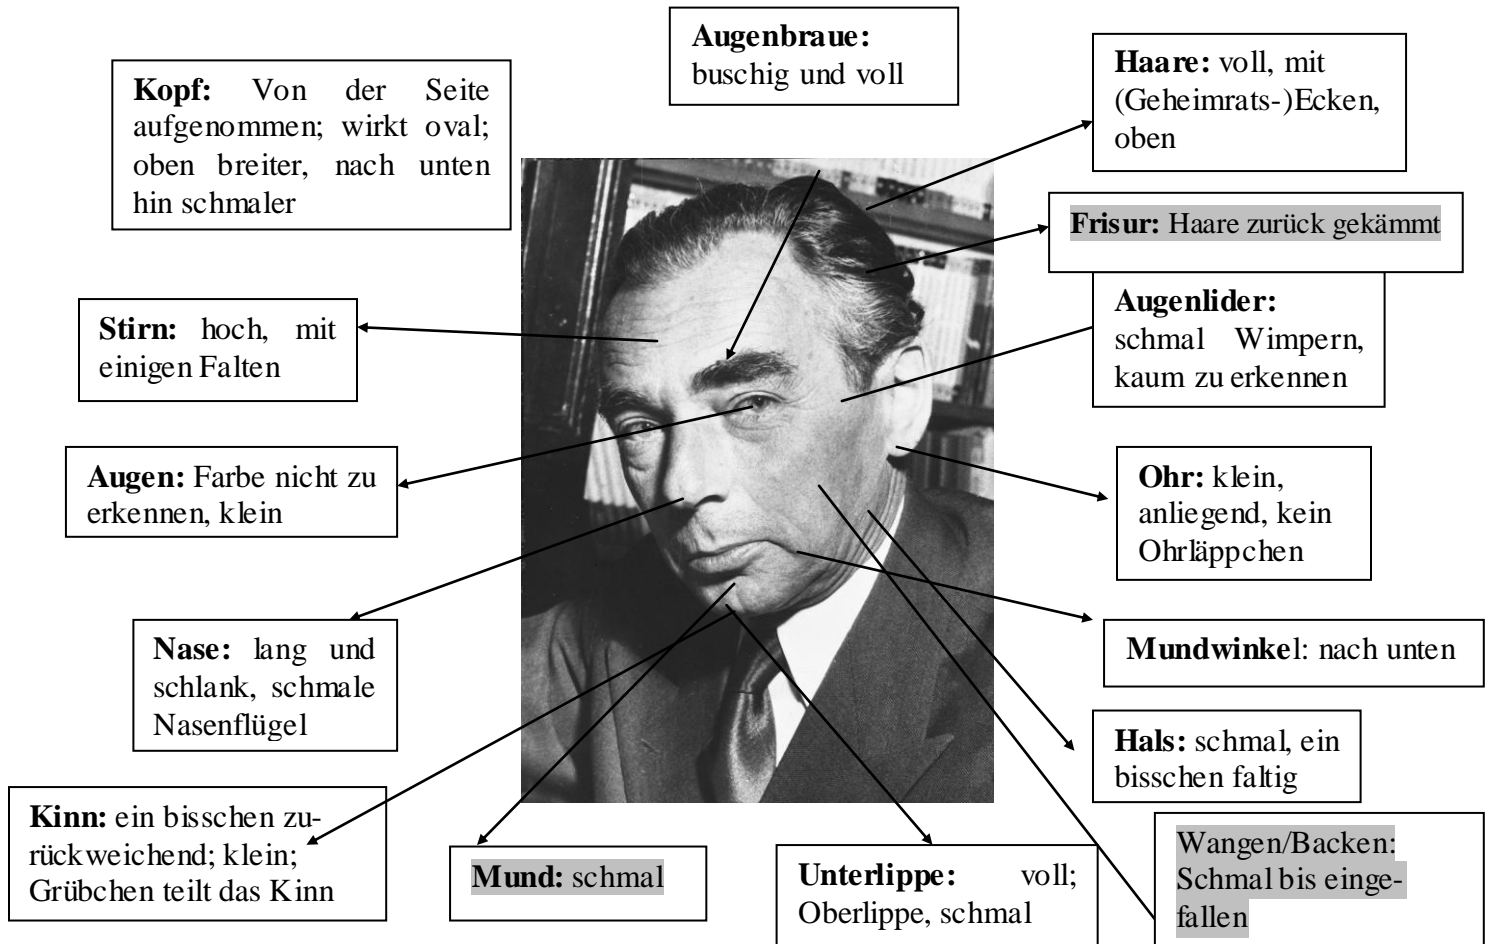 Augenbraue:
buschig und voll
Haare: voll, mit
(Geheimrats-)Ecken,
oben
Kopf: Von der Seite
aufgenommen; wirkt oval;
oben breiter, nach unten
hin schmaler
Frisur: Haare zurück gekämmt
Augenlider:
schmal Wimpern,
kaum zu erkennen
Stirn: hoch, mit
einigen Falten
Augen: Farbe nicht zu
erkennen, klein
Ohr: klein,
anliegend, kein
Ohrläppchen
Nase: lang und
schlank, schmale
Nasenflügel
Mundwinkel: nach unten
Hals: schmal, ein
bisschen faltig
Kinn: ein bisschen zu-
rückweichend; klein;
Grübchen teilt das Kinn
Mund: schmal
Unterlippe: voll;
Oberlippe, schmal
Wangen/Backen:
Schmal bis einge-
fallen